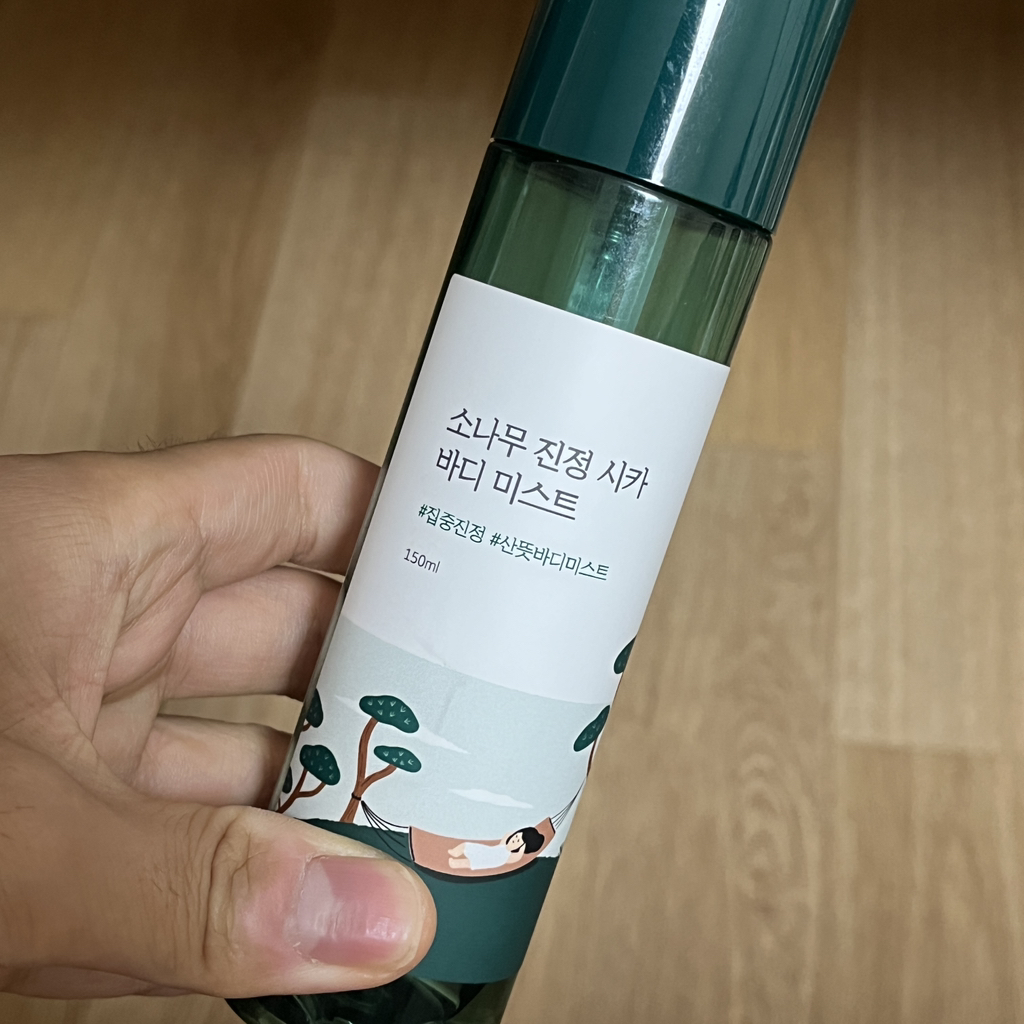 소나무 진정 시카
바디 미스트
#집중진정 #산뜻바디미스트
150ml